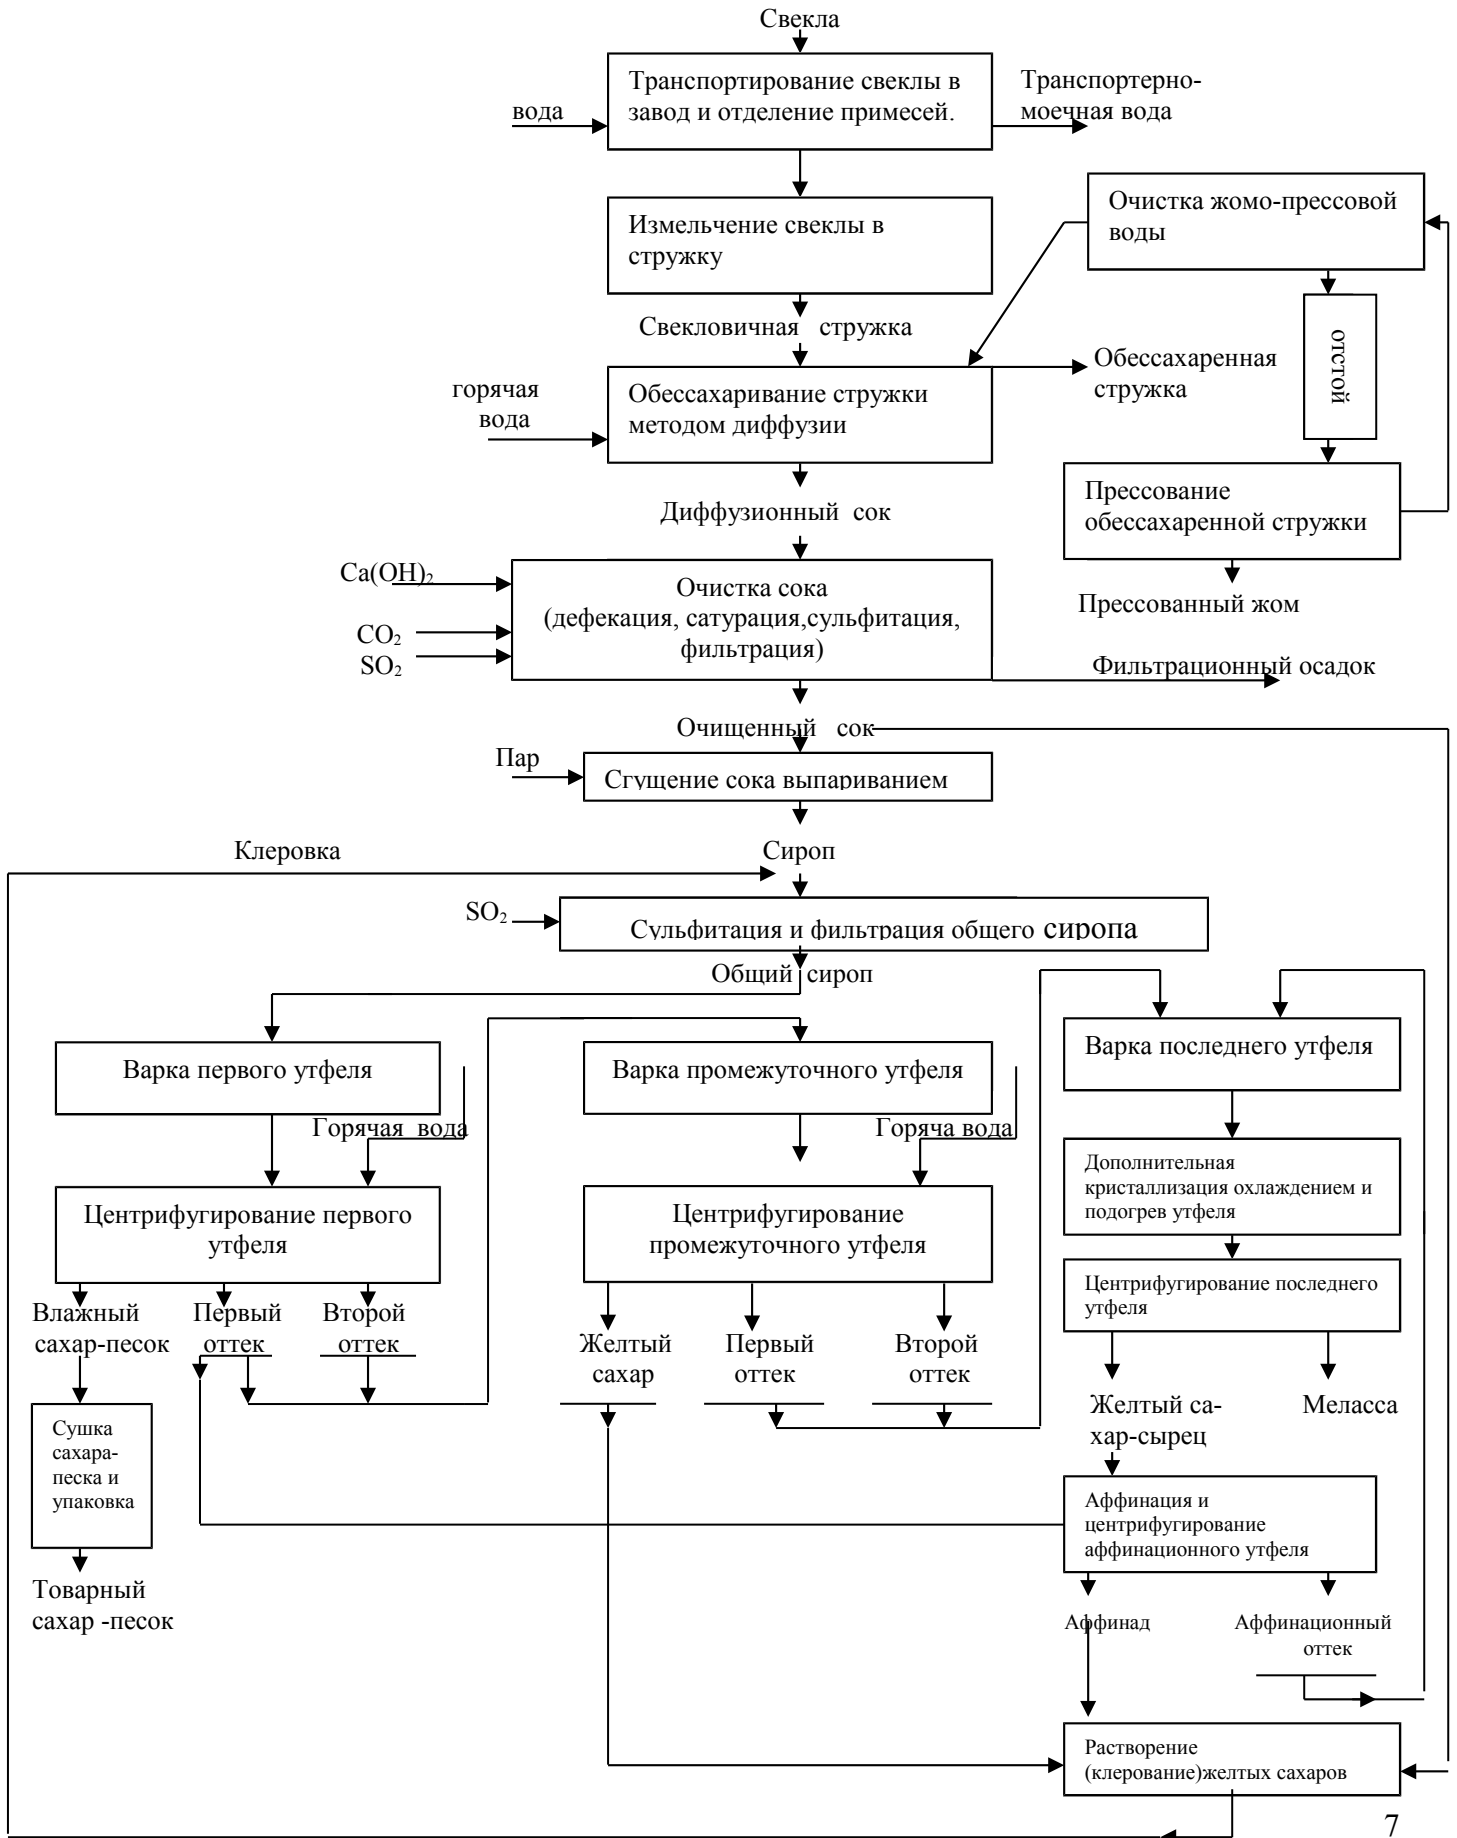 Свекла
Транспортирование свеклы в
завод и отделение примесей.
вода
Транспортерно-
моечная вода
Измельчение свеклы в
стружку
Очистка жомо-прессовой
воды
отстой
Свекловичная стружка
Обессахаренная
стружка
горячая
вода
Обессахаривание стружки
методом диффузии
Прессование
обессахаренной стружки
Диффузионный сок
Прессованный жом
Ca(OH)₂
CO₂
SO₂
Очистка сока
(дефекация, сатурация,сульфитация,
фильтрация)
Фильтрационный осадок
Очищенный сок
Пар
Сгущение сока выпариванием
Клеровка
Сироп
SO₂
Сульфитация и фильтрация общего сиропа
Общий сироп
Варка первого утфеля
Варка промежуточного утфеля
Варка последнего утфеля
Горячая вода
Горяча вода
Дополнительная
кристаллизация охлаждением и
подогрев утфеля
Центрифугирование первого
утфеля
Центрифугирование
промежуточного утфеля
Центрифугирование последнего
утфеля
Влажный
сахар-песок
Первый
оттек
Второй
оттек
Желтый
сахар
Первый
оттек
Второй
оттек
Желтый са-
хар-сырец
Меласса
Сушка
сахара-
песка и
упаковка
Аффинация и
центрифугирование
аффинационного утфеля
Товарный
сахар -песок
Аффинад
Аффинационный
оттек
Растворение
(клерование)желтых сахаров
7